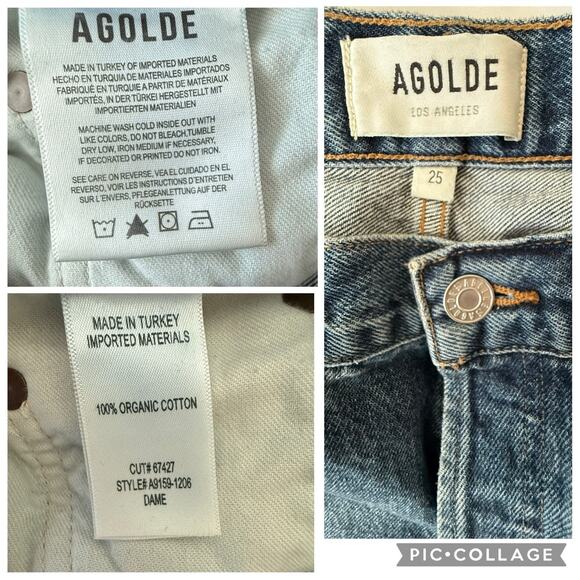 AGOLDE
MADE IN TURKEY OF IMPORTED MATERIALS
HECHO EN TURQUIA DE MATERIALES IMPORTADOS
FABRIQUÉ EN TURQUIE A PARTIR DE MATÉRIAUX
IMPORTÉS, IN DER TÜRKEI HERGESTELLT MIT
IMPORTIERTEN MATERIALIEN
MACHINE WASH COLD INSIDE OUT WITH
LIKE COLORS, DO NOT BLEACH,TUMBLE
DRY LOW, IRON MEDIUM IF NECESSARY,
IF DECORATED OR PRINTED DO NOT IRON.
SEE CARE ON REVERSE, VEA EL CUIDADO EN EL
REVERSO, VOIR LES INSTRUCTIONS D'ENTRETIEN
SUR L'ENVERS, PFLEGEANLEITUNG AUF DER
RÜCKSETTE
MADE IN TURKEY
IMPORTED MATERIALS
100% ORGANIC COTTON
CUT# 67427
STYLE# A9159-1206
DAME
AGOLDE
LOS ANGELES
25
PIC•COLLAGE